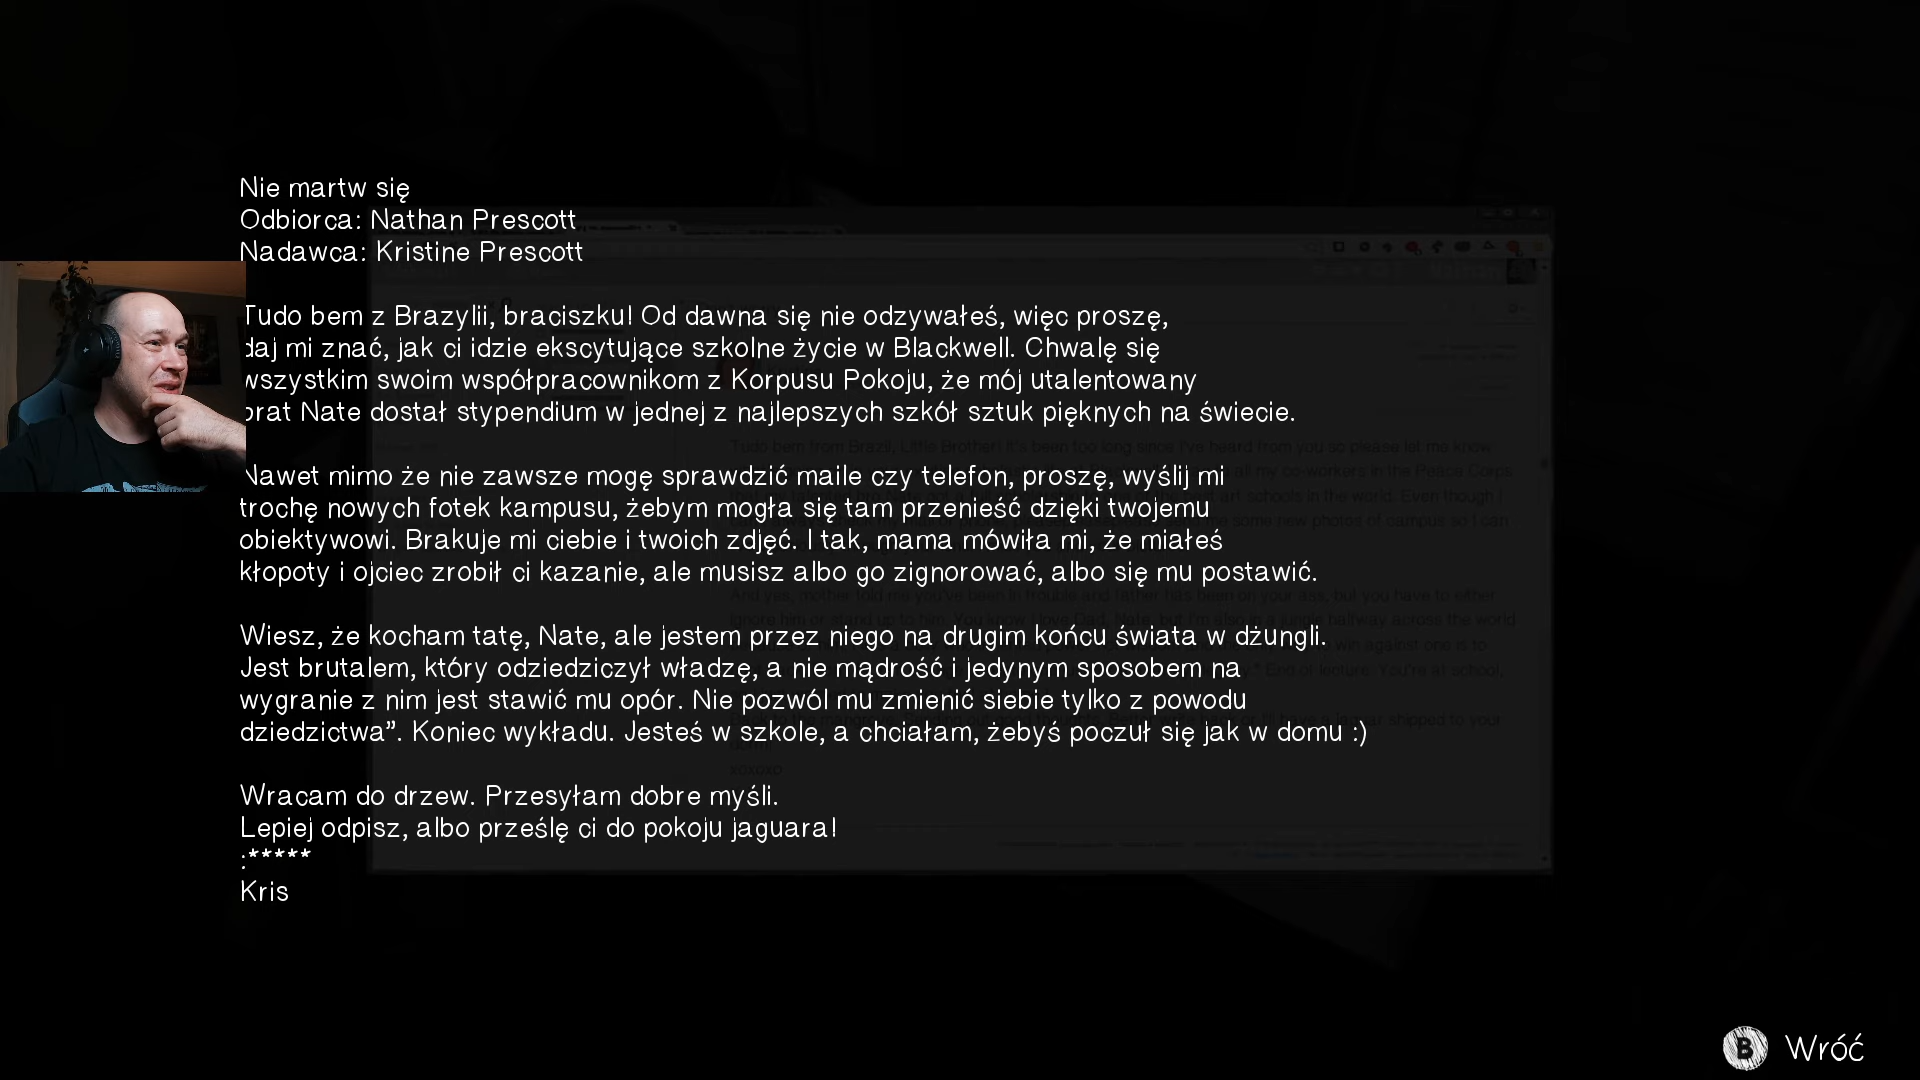 Nie martw się
Odbiorca: Nathan Prescott
Nadawca: Kristine Prescott
Tudo bem z Brazylii, braciszku! Od dawna się nie odzywałeś, więc proszę,
daj mi znać, jak ci idzie ekscytujące szkolne życie w Blackwell. Chwalę się
wszystkim swoim współpracownikom z Korpusu Pokoju, że mój utalentowany
brat Nate dostał stypendium w jednej z najlepszych szkół sztuk pięknych na świecie.
Nawet mimo że nie zawsze mogę sprawdzić maile czy telefon, proszę, wyślij mi
trochę nowych fotek kampusu, żebym mogła się tam przenieść dzięki twojemu
obiektywowi. Brakuje mi ciebie i twoich zdjęć. I tak, mama mówiła mi, że miałeś
kłopoty i ojciec zrobił ci kazanie, ale musisz albo go zignorować, albo się mu postawić.
Wiesz, że kocham tatę, Nate, ale jestem przez niego na drugim końcu świata w dżungli.
Jest brutalem, który odziedziczył władzę, a nie mądrość i jedynym sposobem na
wygranie z nim jest stawić mu opór. Nie pozwól mu zmienić siebie tylko z powodu
dziedzictwa”. Koniec wykładu. Jesteś w szkole, a chciałam, żebyś poczuł się jak w domu :)
Wracam do drzew. Przesyłam dobre myśli.
Lepiej odpisz, albo prześlę ci do pokoju jaguara!
:*****
Kris
B Wróć